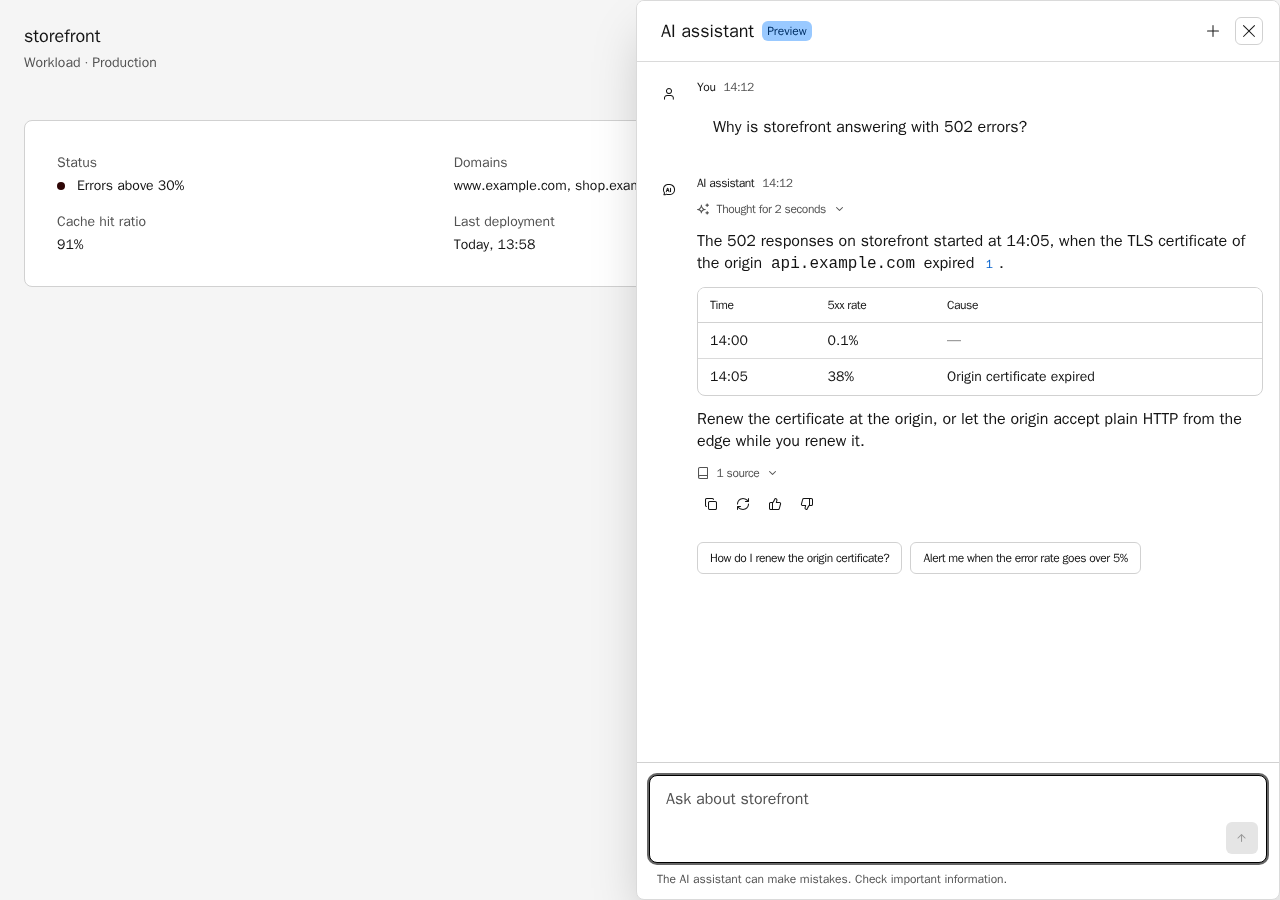 storefront
Workload · Production
Status
Errors above 30%
Domains
www.example.com, shop.exam
Cache hit ratio
91%
Last deployment
Today, 13:58
AI assistant
Preview
You 14:12
Why is storefront answering with 502 errors?
AI
AI assistant 14:12
Thought for 2 seconds
The 502 responses on storefront started at 14:05, when the TLS certificate of
the origin api.example.com expired 1 .
Time 5xx rate Cause
14:00 0.1% —
14:05 38% Origin certificate expired
Renew the certificate at the origin, or let the origin accept plain HTTP from the
edge while you renew it.
1 source
How do I renew the origin certificate?
Alert me when the error rate goes over 5%
Ask about storefront
The AI assistant can make mistakes. Check important information.